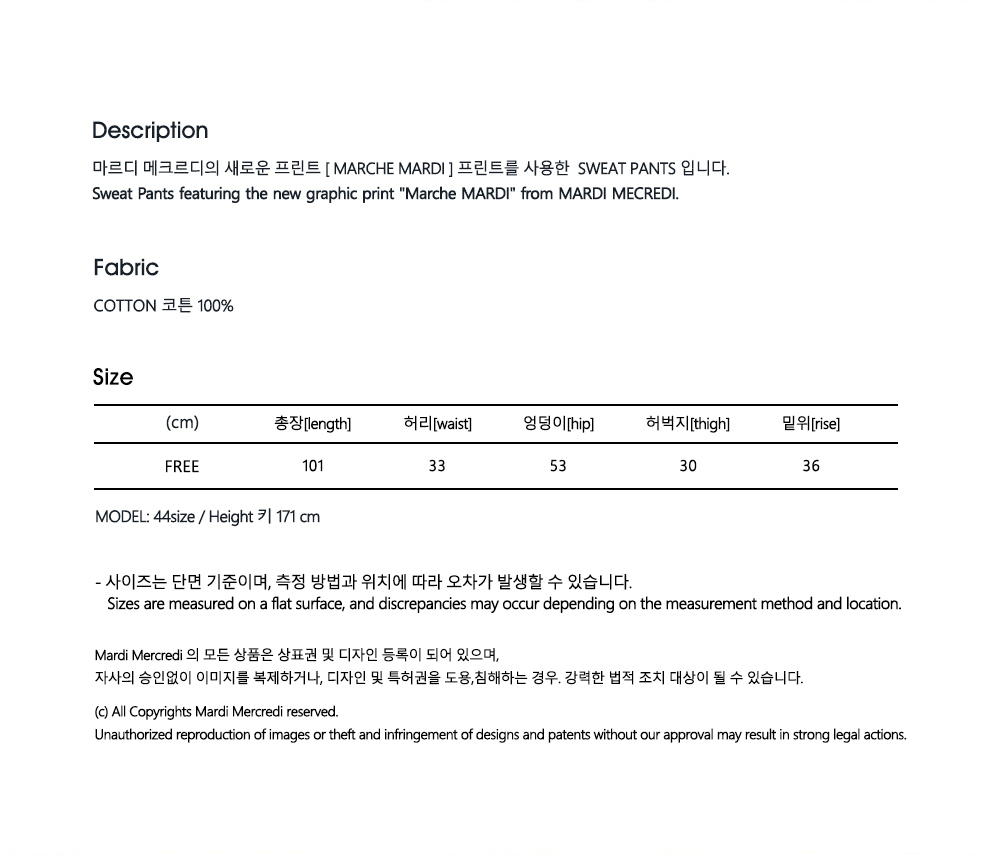 Description
마르디 메크르디의 새로운 프린트 [ MARCHE MARDI ] 프린트를 사용한 SWEAT PANTS 입니다.
Sweat Pants featuring the new graphic print "Marche MARDI" from MARDI MECREDI.
Fabric
COTTON 코튼 100%
Size
(cm) 총장[length] 허리[waist] 엉덩이[hip] 허벅지[thigh] 밑위[rise]
FREE 101 33 53 30 36
MODEL: 44size / Height 키 171 cm
- 사이즈는 단면 기준이며, 측정 방법과 위치에 따라 오차가 발생할 수 있습니다.
Sizes are measured on a flat surface, and discrepancies may occur depending on the measurement method and location.
Mardi Mercredi 의 모든 상품은 상표권 및 디자인 등록이 되어 있으며,
자사의 승인없이 이미지를 복제하거나, 디자인 및 특허권을 도용,침해하는 경우. 강력한 법적 조치 대상이 될 수 있습니다.
(c) All Copyrights Mardi Mercredi reserved.
Unauthorized reproduction of images or theft and infringement of designs and patents without our approval may result in strong legal actions.